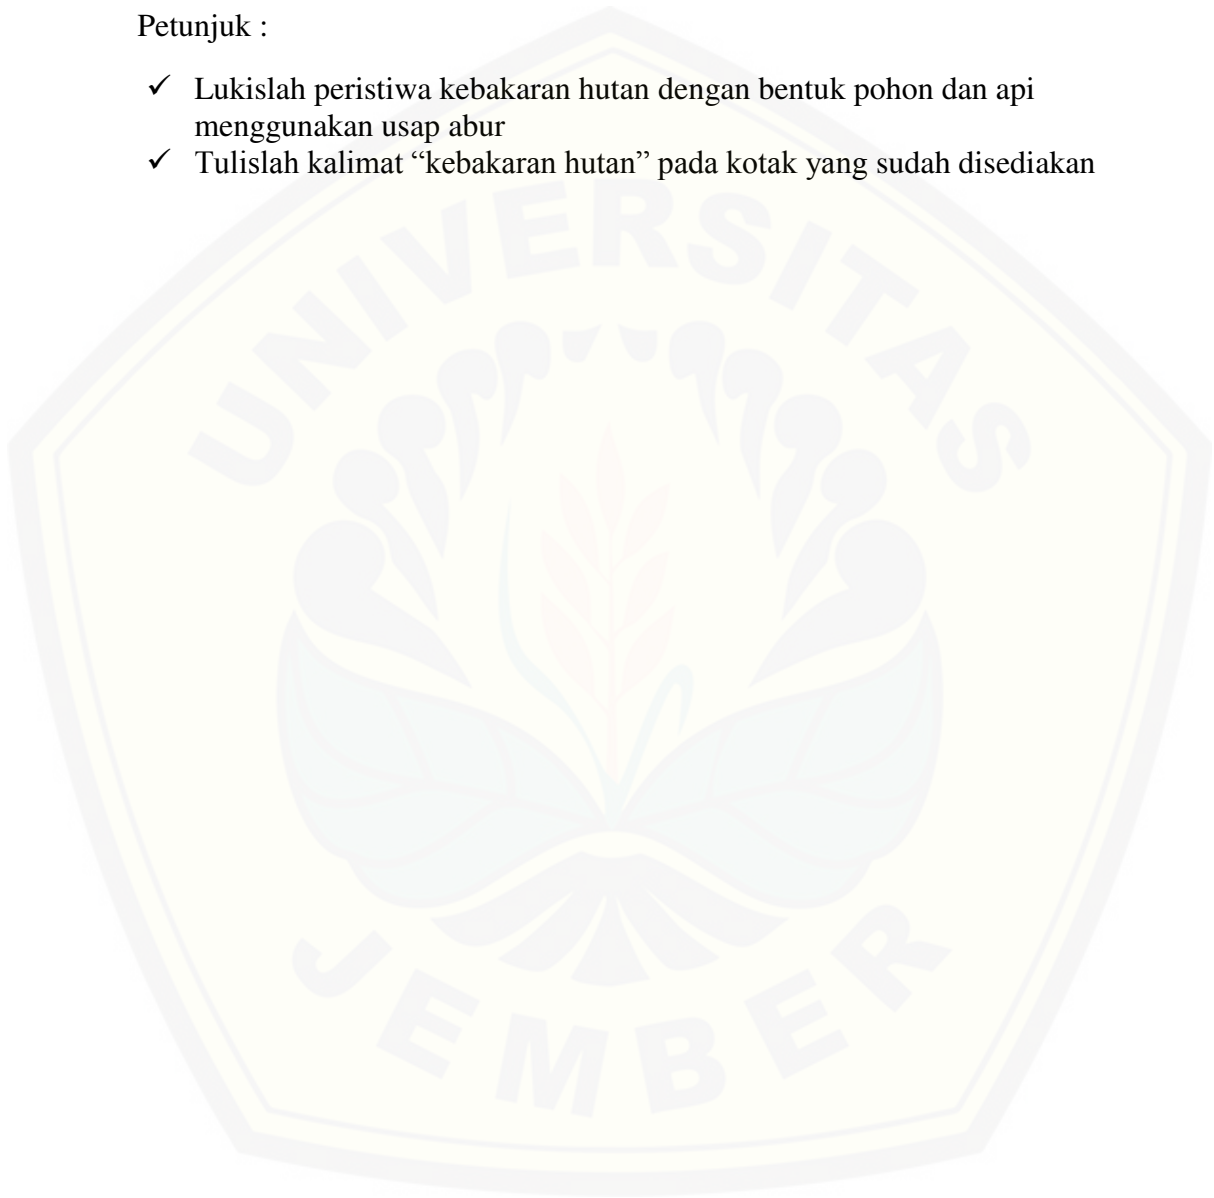 Petunjuk :
✓ Lukislah peristiwa kebakaran hutan dengan bentuk pohon dan api
menggunakan usap abur
✓ Tulislah kalimat “kebakaran hutan” pada kotak yang sudah disediakan
UNIVERSITAS
JEMBER